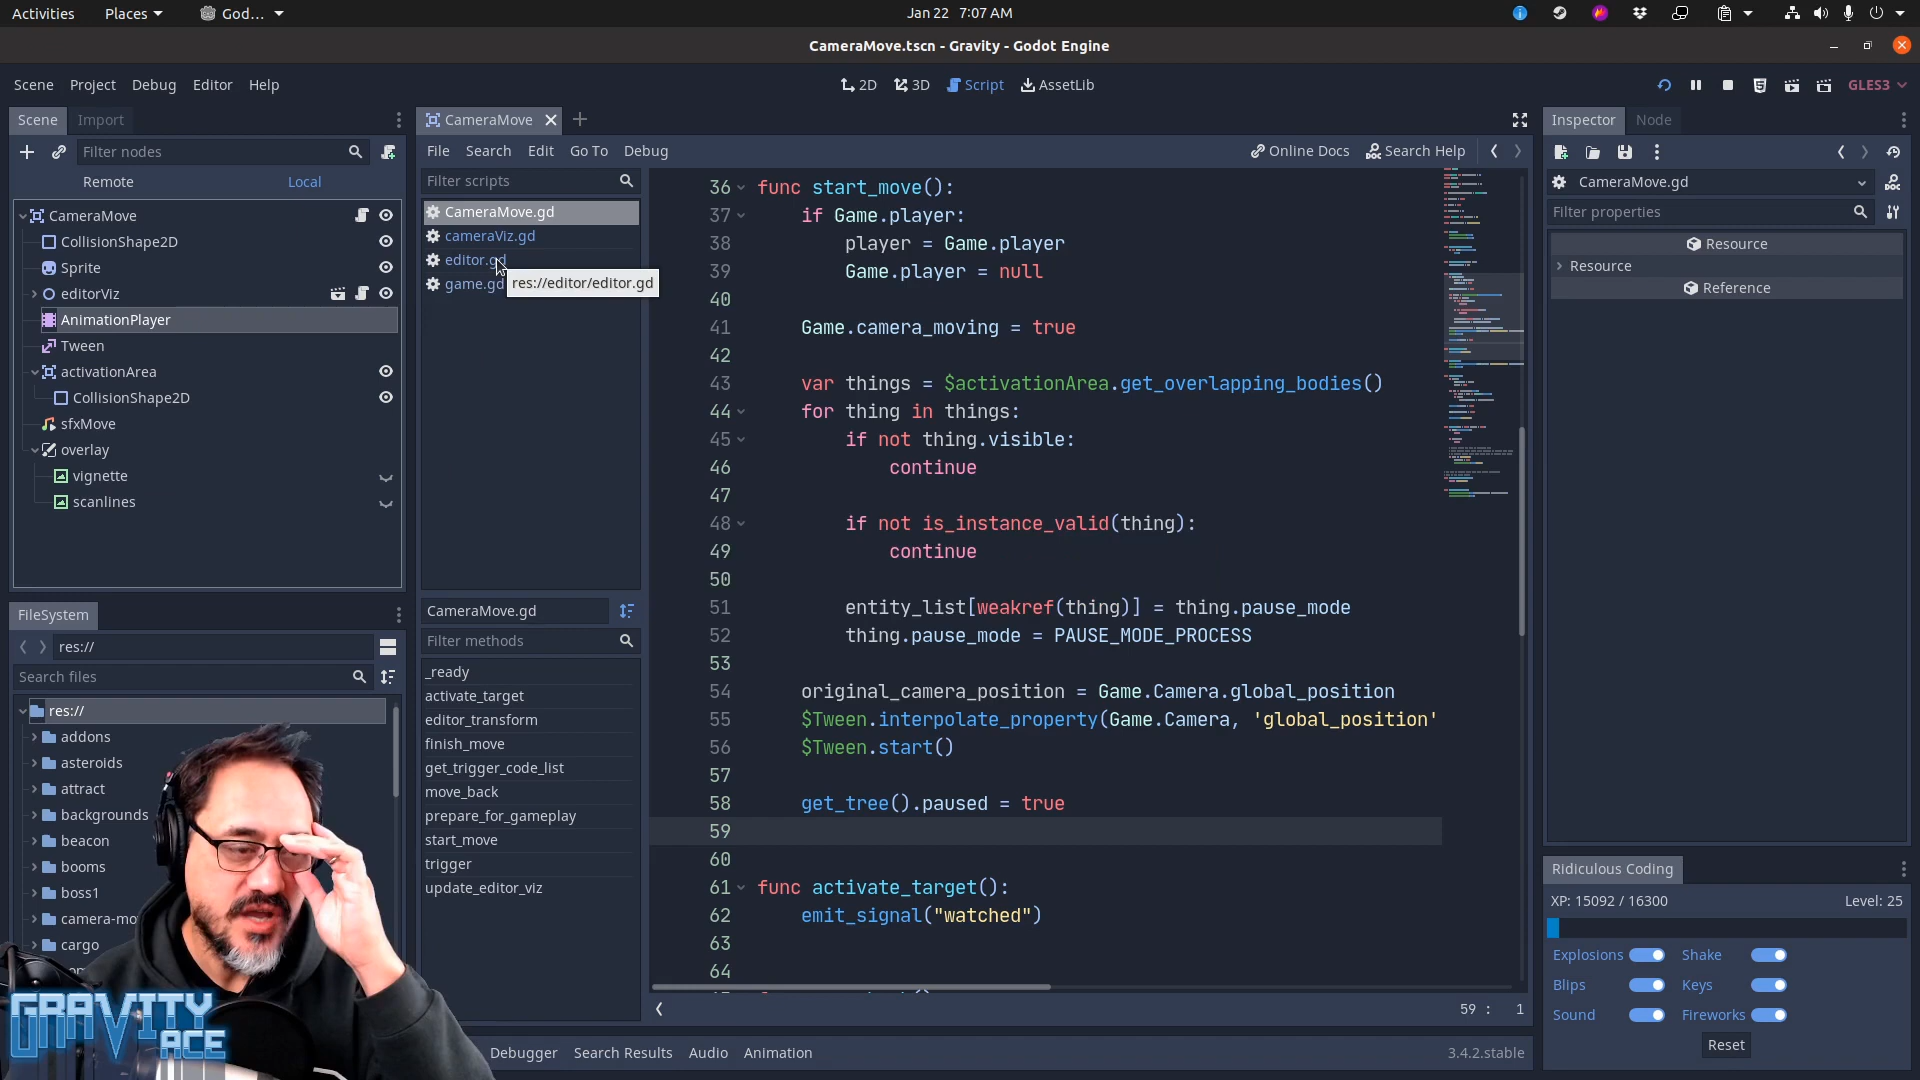 Activities Places God… Jan 22 7:07 AM
CameraMove.tscn - Gravity - Godot Engine
Scene Project Debug Editor Help 2D 3D Script AssetLib GLES3
Scene Import CameraMove Inspector Node
Filter nodes File Search Edit Go To Debug Online Docs Search Help
Remote Local Filter scripts CameraMove.gd
CameraMove
CollisionShape2D
Sprite
editorViz
AnimationPlayer
Tween
activationArea
CollisionShape2D
sfxMove
overlay
vignette
scanlines
CameraMove.gd
cameraViz.gd
editor.gd
game.gd res://editor/editor.gd
36 func start_move():
37 if Game.player:
38 player = Game.player
39 Game.player = null
40
41 Game.camera_moving = true
42
43 var things = $activationArea.get_overlapping_bodies()
44 for thing in things:
45 if not thing.visible:
46 continue
47
48 if not is_instance_valid(thing):
49 continue
50
51 entity_list[weakref(thing)] = thing.pause_mode
52 thing.pause_mode = PAUSE_MODE_PROCESS
53
54 original_camera_position = Game.Camera.global_position
55 $Tween.interpolate_property(Game.Camera, 'global_position'
56 $Tween.start()
57
58 get_tree().paused = true
59
60
61 func activate_target():
62 emit_signal("watched")
63
64
59 : 1
Filter properties
Resource
Resource
Reference
FileSystem
res://
Search files
res://
addons
asteroids
attract
backgrounds
beacon
booms
boss1
camera-mo
cargo
CameraMove.gd
Filter methods
_ready
activate_target
editor_transform
finish_move
get_trigger_code_list
move_back
prepare_for_gameplay
start_move
trigger
update_editor_viz
Debugger Search Results Audio Animation 3.4.2.stable
Ridiculous Coding
XP: 15092 / 16300 Level: 25
Explosions Shake
Blips Keys
Sound Fireworks
Reset
GRAVITY
ACE